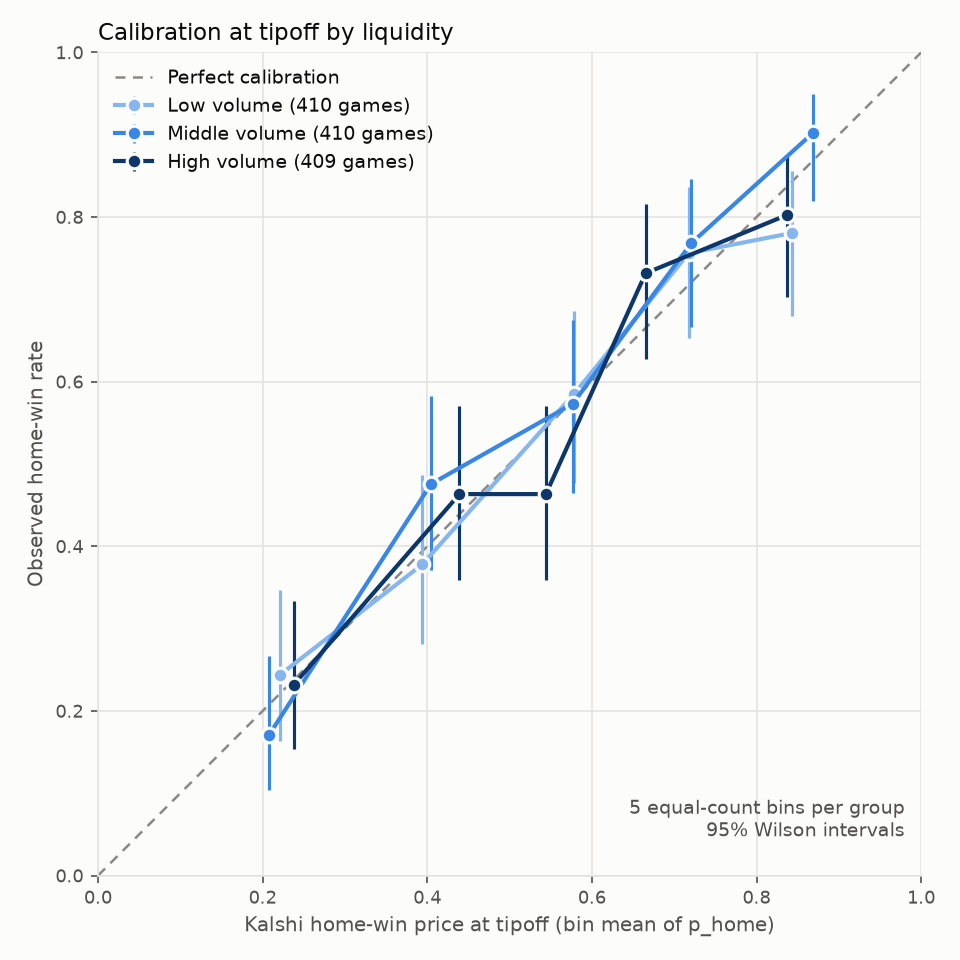 Calibration at tipoff by liquidity
1.0
0.8
0.6
0.4
0.2
0.0
Observed home-win rate
Perfect calibration
Low volume (410 games)
Middle volume (410 games)
High volume (409 games)
5 equal-count bins per group
95% Wilson intervals
0.0 0.2 0.4 0.6 0.8 1.0
Kalshi home-win price at tipoff (bin mean of p_home)